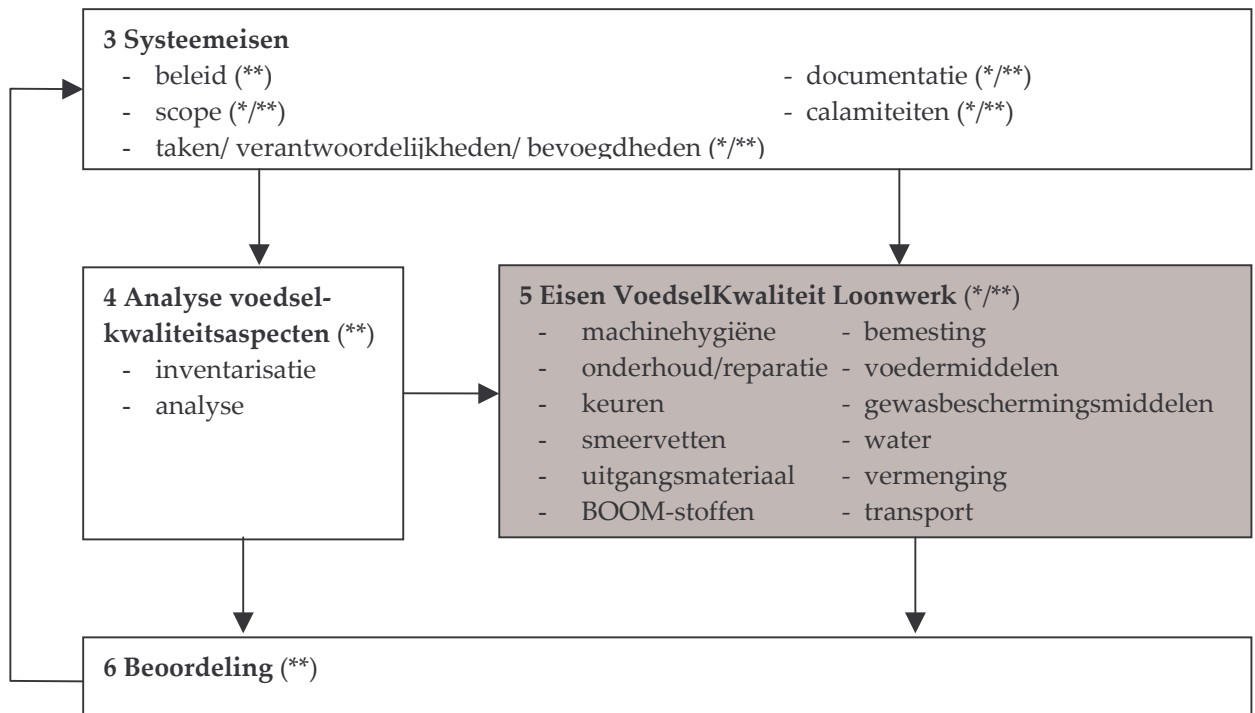 3 Systeemeisen
- beleid (**)
- scope (*/**)
- taken/ verantwoordelijkheden/ bevoegdheden (*/**)
- documentatie (*/**)
- calamiteiten (*/**)
4 Analyse voedsel-
kwaliteitsaspecten (**)
- inventarisatie
- analyse
5 Eisen VoedselKwaliteit Loonwerk (*/**)
- machinehygiëne
- onderhoud/reparatie
- keuren
- smeervetten
- uitgangsmateriaal
- BOOM-stoffen
- bemesting
- voedermiddelen
- gewasbeschermingsmiddelen
- water
- vermenging
- transport
6 Beoordeling (**)